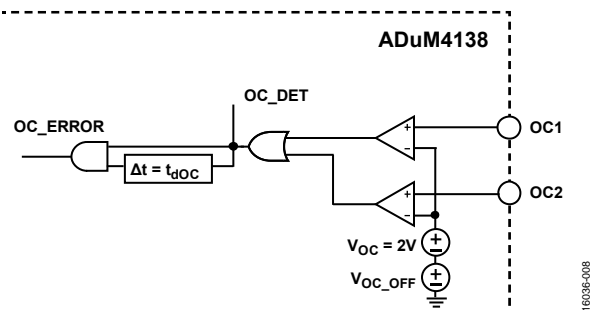 ADuM4138
OC_DET
OC_ERROR
Δt = tdOC
OC1
OC2
+
–
+
–
VOC = 2V
+
–
VOC_OFF
+
–
16036-008